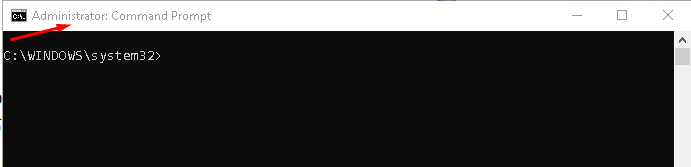 Administrator: Command Prompt
C:\WINDOWS\system32>